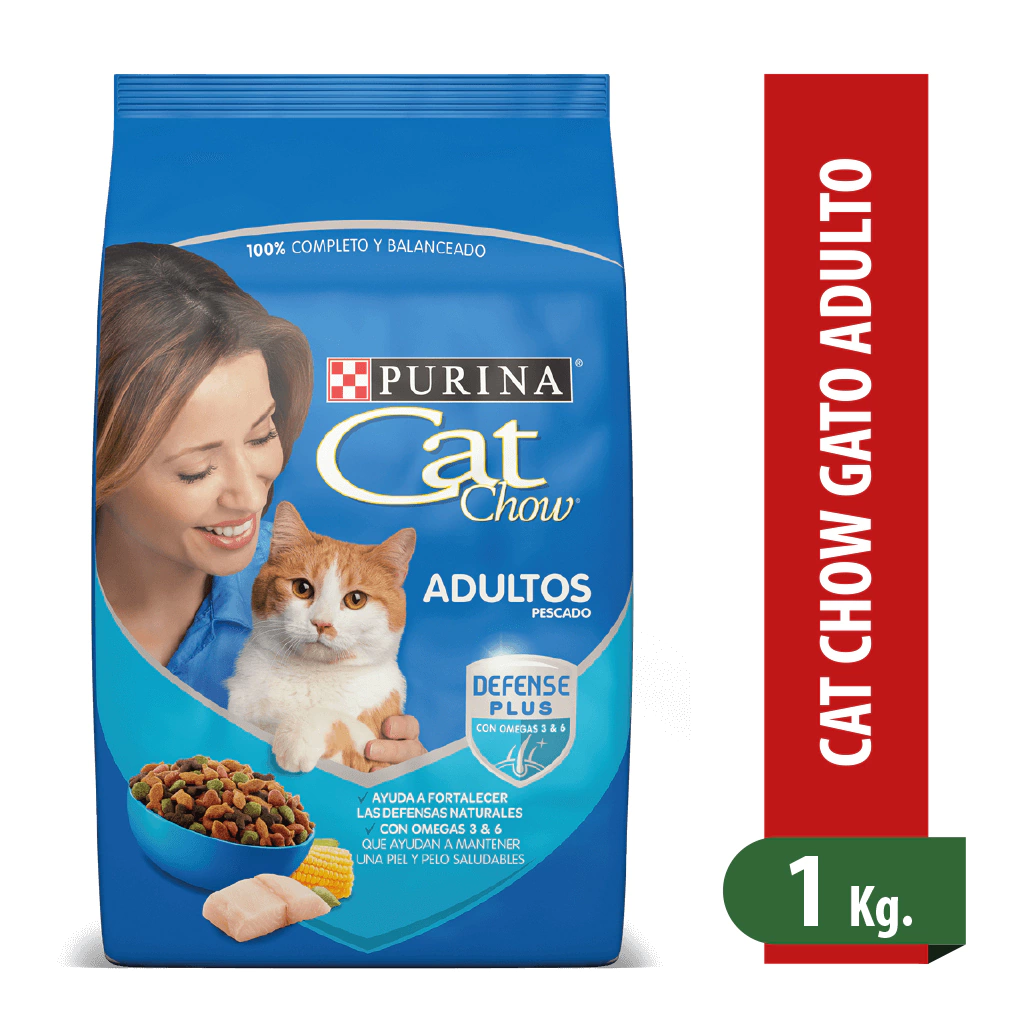 100% COMPLETO Y BALANCEADO
PURINA®
Cat
Chow®
ADULTOS
PESCADO
DEFENSE
PLUS
CON OMEGAS 3 & 6
✓ AYUDA A FORTALECER
LAS DEFENSAS NATURALES
✓ CON OMEGAS 3 & 6
QUE AYUDAN A MANTENER
UNA PIEL Y PELO SALUDABLES
CAT CHOW GATO ADULTO
1 Kg.